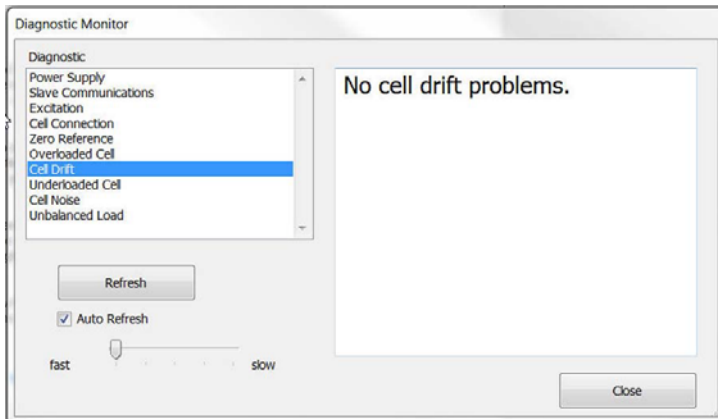 Diagnostic Monitor
Diagnostic
Power Supply
Slave Communications
Excitation
Cell Connection
Zero Reference
Overloaded Cell
Cell Drift
Underloaded Cell
Cell Noise
Unbalanced Load
No cell drift problems.
Refresh
Auto Refresh
fast
slow
Close